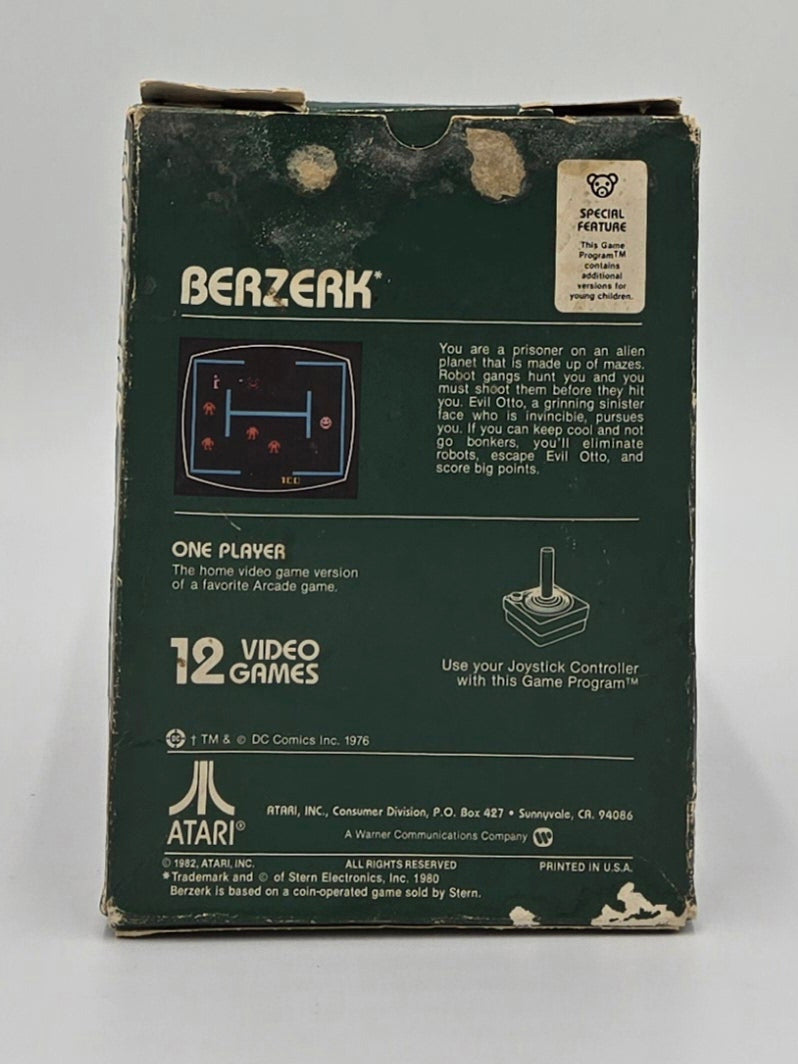 SPECIAL
FEATURE
This Game
Program™
contains
additional
versions for
young children.
BERZERK*
You are a prisoner on an alien
planet that is made up of mazes.
Robot gangs hunt you and you
must shoot them before they hit
you. Evil Otto, a grinning sinister
face who is invincible, pursues
you. If you can keep cool and not
go bonkers, you'll eliminate
robots, escape Evil Otto, and
score big points.
100
ONE PLAYER
The home video game version
of a favorite Arcade game.
12 VIDEO
GAMES
Use your Joystick Controller
with this Game Program™
DC † TM & © DC Comics Inc. 1976
ATARI®
ATARI, INC., Consumer Division, P.O. Box 427 • Sunnyvale, CA. 94086
A Warner Communications Company
© 1982, ATARI, INC. ALL RIGHTS RESERVED PRINTED IN U.S.A.
*Trademark and © of Stern Electronics, Inc. 1980
Berzerk is based on a coin-operated game sold by Stern.